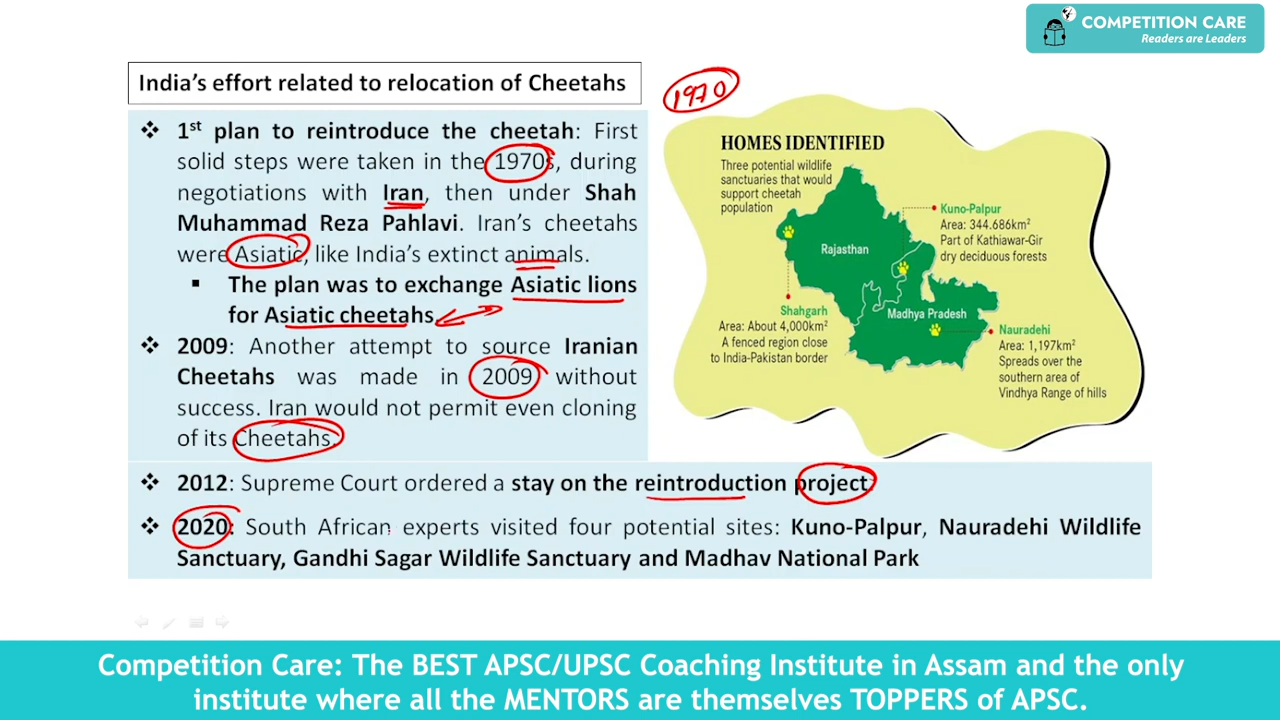 COMPETITION CARE
Readers are Leaders
India's effort related to relocation of Cheetahs
❖ 1st plan to reintroduce the cheetah: First
solid steps were taken in the 1970s, during
negotiations with Iran, then under Shah
Muhammad Reza Pahlavi. Iran's cheetahs
were Asiatic, like India's extinct animals.
▪ The plan was to exchange Asiatic lions
for Asiatic cheetahs.
❖ 2009: Another attempt to source Iranian
Cheetahs was made in 2009 without
success. Iran would not permit even cloning
of its Cheetahs.
1970
HOMES IDENTIFIED
Three potential wildlife
sanctuaries that would
support cheetah
population
Kuno-Palpur
Area: 344.686km²
Part of Kathiawar-Gir
dry deciduous forests
Rajasthan
Shahgarh
Area: About 4,000km²
A fenced region close
to India-Pakistan border
Madhya Pradesh
Nauradehi
Area: 1,197km²
Spreads over the
southern area of
Vindhya Range of hills
❖ 2012: Supreme Court ordered a stay on the reintroduction project
❖ 2020: South African experts visited four potential sites: Kuno-Palpur, Nauradehi Wildlife
Sanctuary, Gandhi Sagar Wildlife Sanctuary and Madhav National Park
Competition Care: The BEST APSC/UPSC Coaching Institute in Assam and the only
institute where all the MENTORS are themselves TOPPERS of APSC.